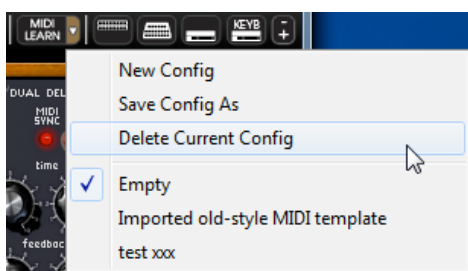 MIDI
LEARN
KEYB
New Config
DUAL DEL
Save Config As
MIDI
SYNC
Delete Current Config
time
Empty
Imported old-style MIDI template
feedbac
test xxx